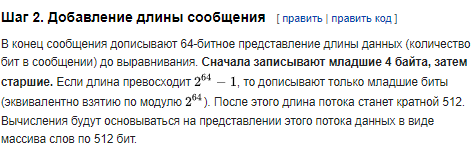 Шаг 2. Добавление длины сообщения [ править | править код ]
В конец сообщения дописывают 64-битное представление длины данных (количество
бит в сообщении) до выравнивания. Сначала записывают младшие 4 байта, затем
старшие. Если длина превосходит 2^64 − 1, то дописывают только младшие биты
(эквивалентно взятию по модулю 2^64). После этого длина потока станет кратной 512.
Вычисления будут основываться на представлении этого потока данных в виде
массива слов по 512 бит.